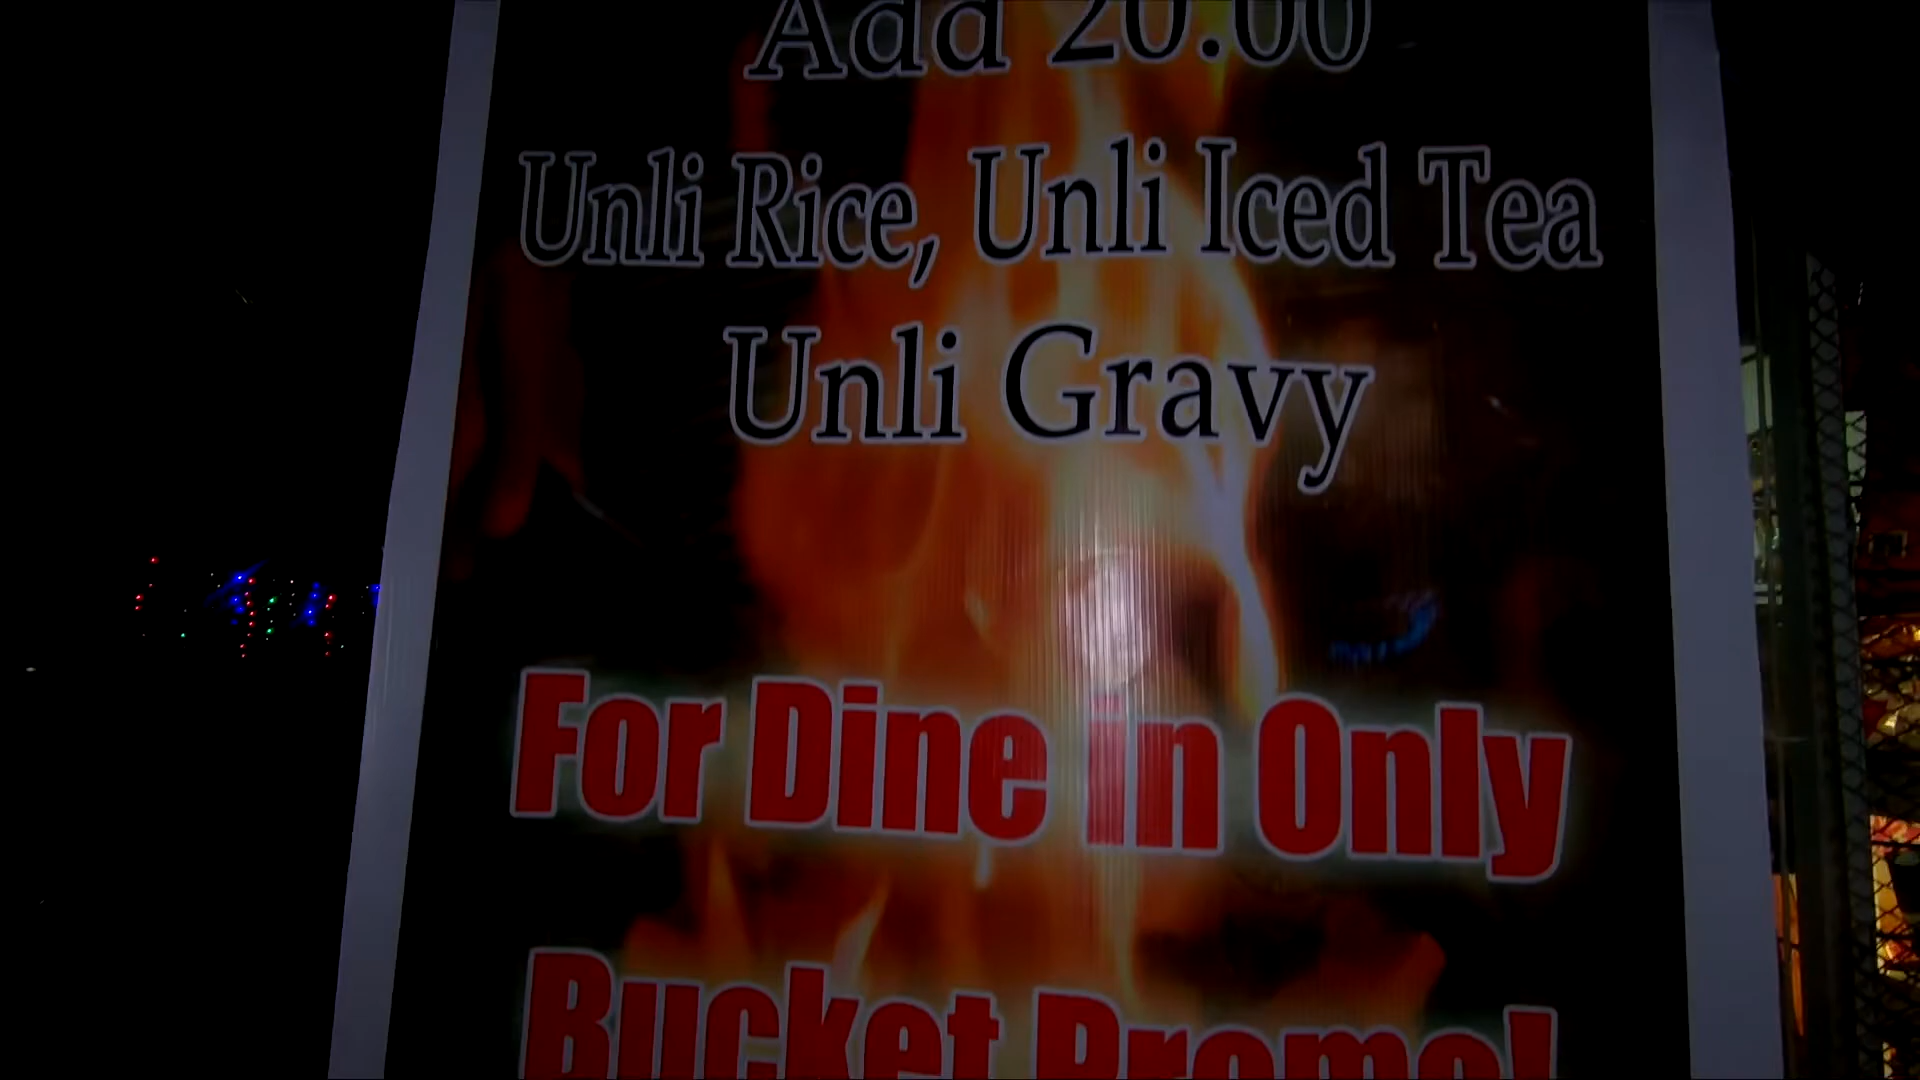 Add 20.00
Unli Rice, Unli Iced Tea
Unli Gravy
For Dine in Only
Bucket Promo!